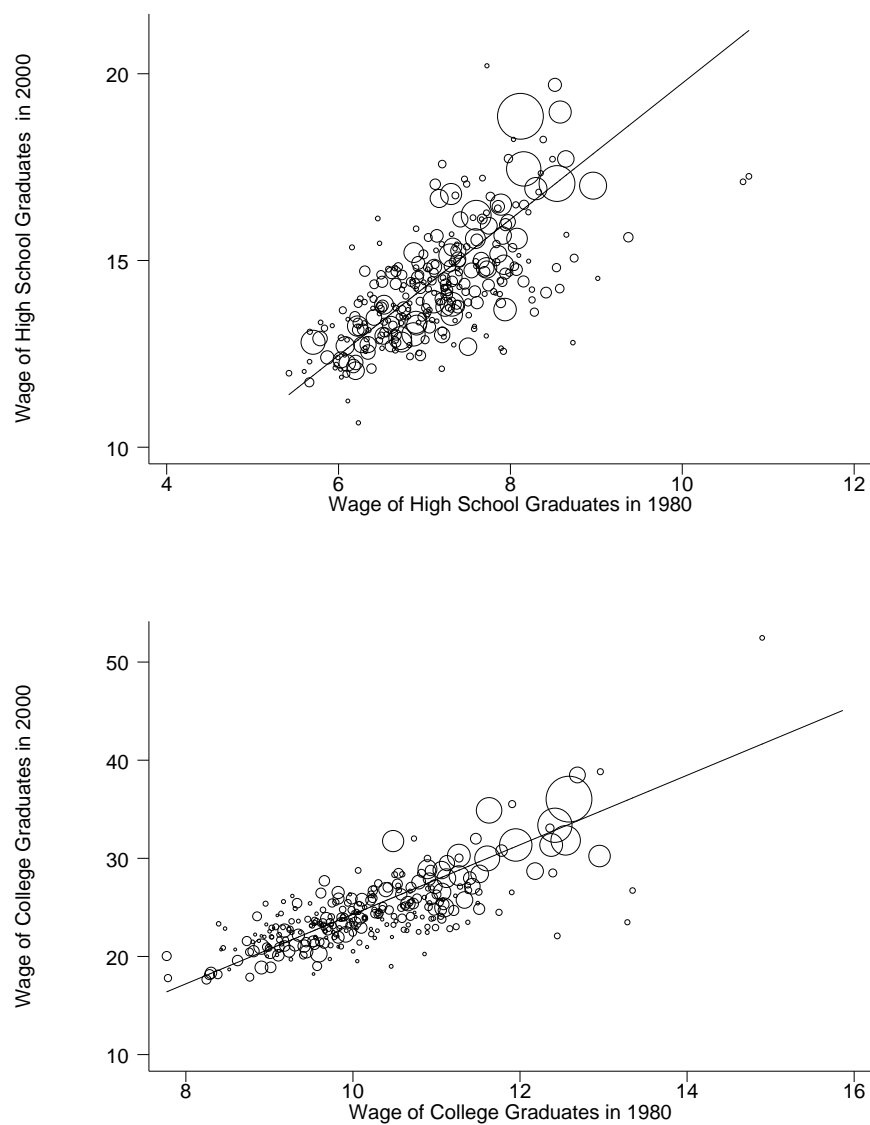 Wage of High School Graduates  in 2000
20
15
10
4 6 8 10 12
Wage of High School Graduates in 1980
Wage of College Graduates in 2000
50
40
30
20
10
8 10 12 14 16
Wage of College Graduates in 1980